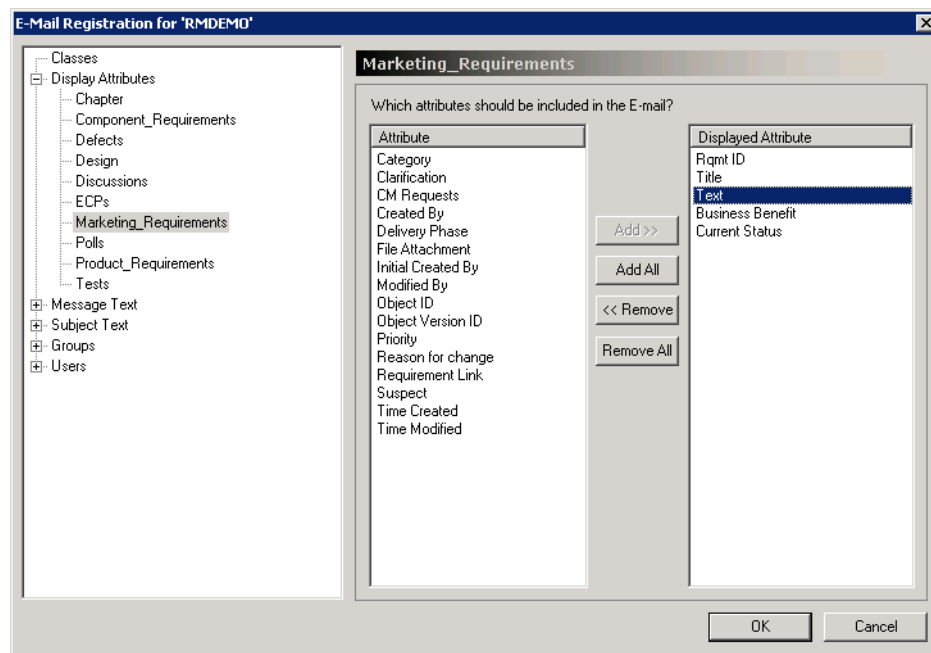 E-Mail Registration for 'RMDEMO'
Classes
Display Attributes
Chapter
Component_Requirements
Defects
Design
Discussions
ECPs
Marketing_Requirements
Polls
Product_Requirements
Tests
Message Text
Subject Text
Groups
Users
Marketing_Requirements
Which attributes should be included in the E-mail?
Attribute
Category
Clarification
CM Requests
Created By
Delivery Phase
File Attachment
Initial Created By
Modified By
Object ID
Object Version ID
Priority
Reason for change
Requirement Link
Suspect
Time Created
Time Modified
Add >>
Add All
<< Remove
Remove All
Displayed Attribute
Rqmt ID
Title
Text
Business Benefit
Current Status
OK
Cancel